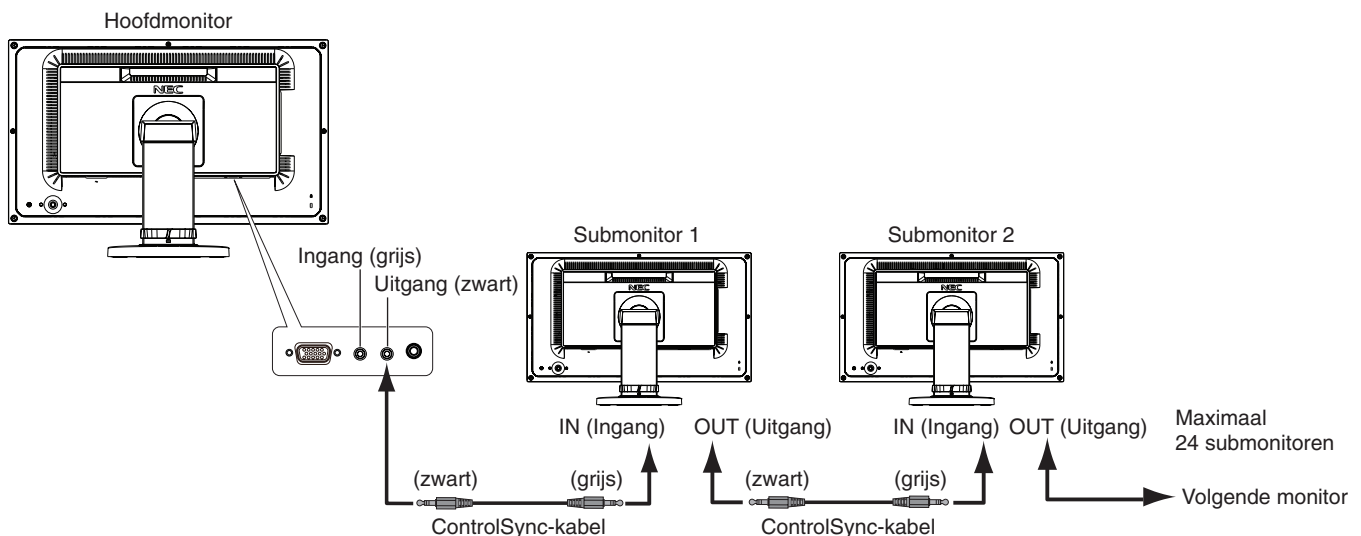 Hoofdmonitor
NEC
Ingang (grijs)
Uitgang (zwart)
Submonitor 1
Submonitor 2
NEC
NEC
IN (Ingang)
OUT (Uitgang)
IN (Ingang)
OUT (Uitgang)
Maximaal
24 submonitoren
(zwart)
(grijs)
(zwart)
(grijs)
Volgende monitor
ControlSync-kabel
ControlSync-kabel